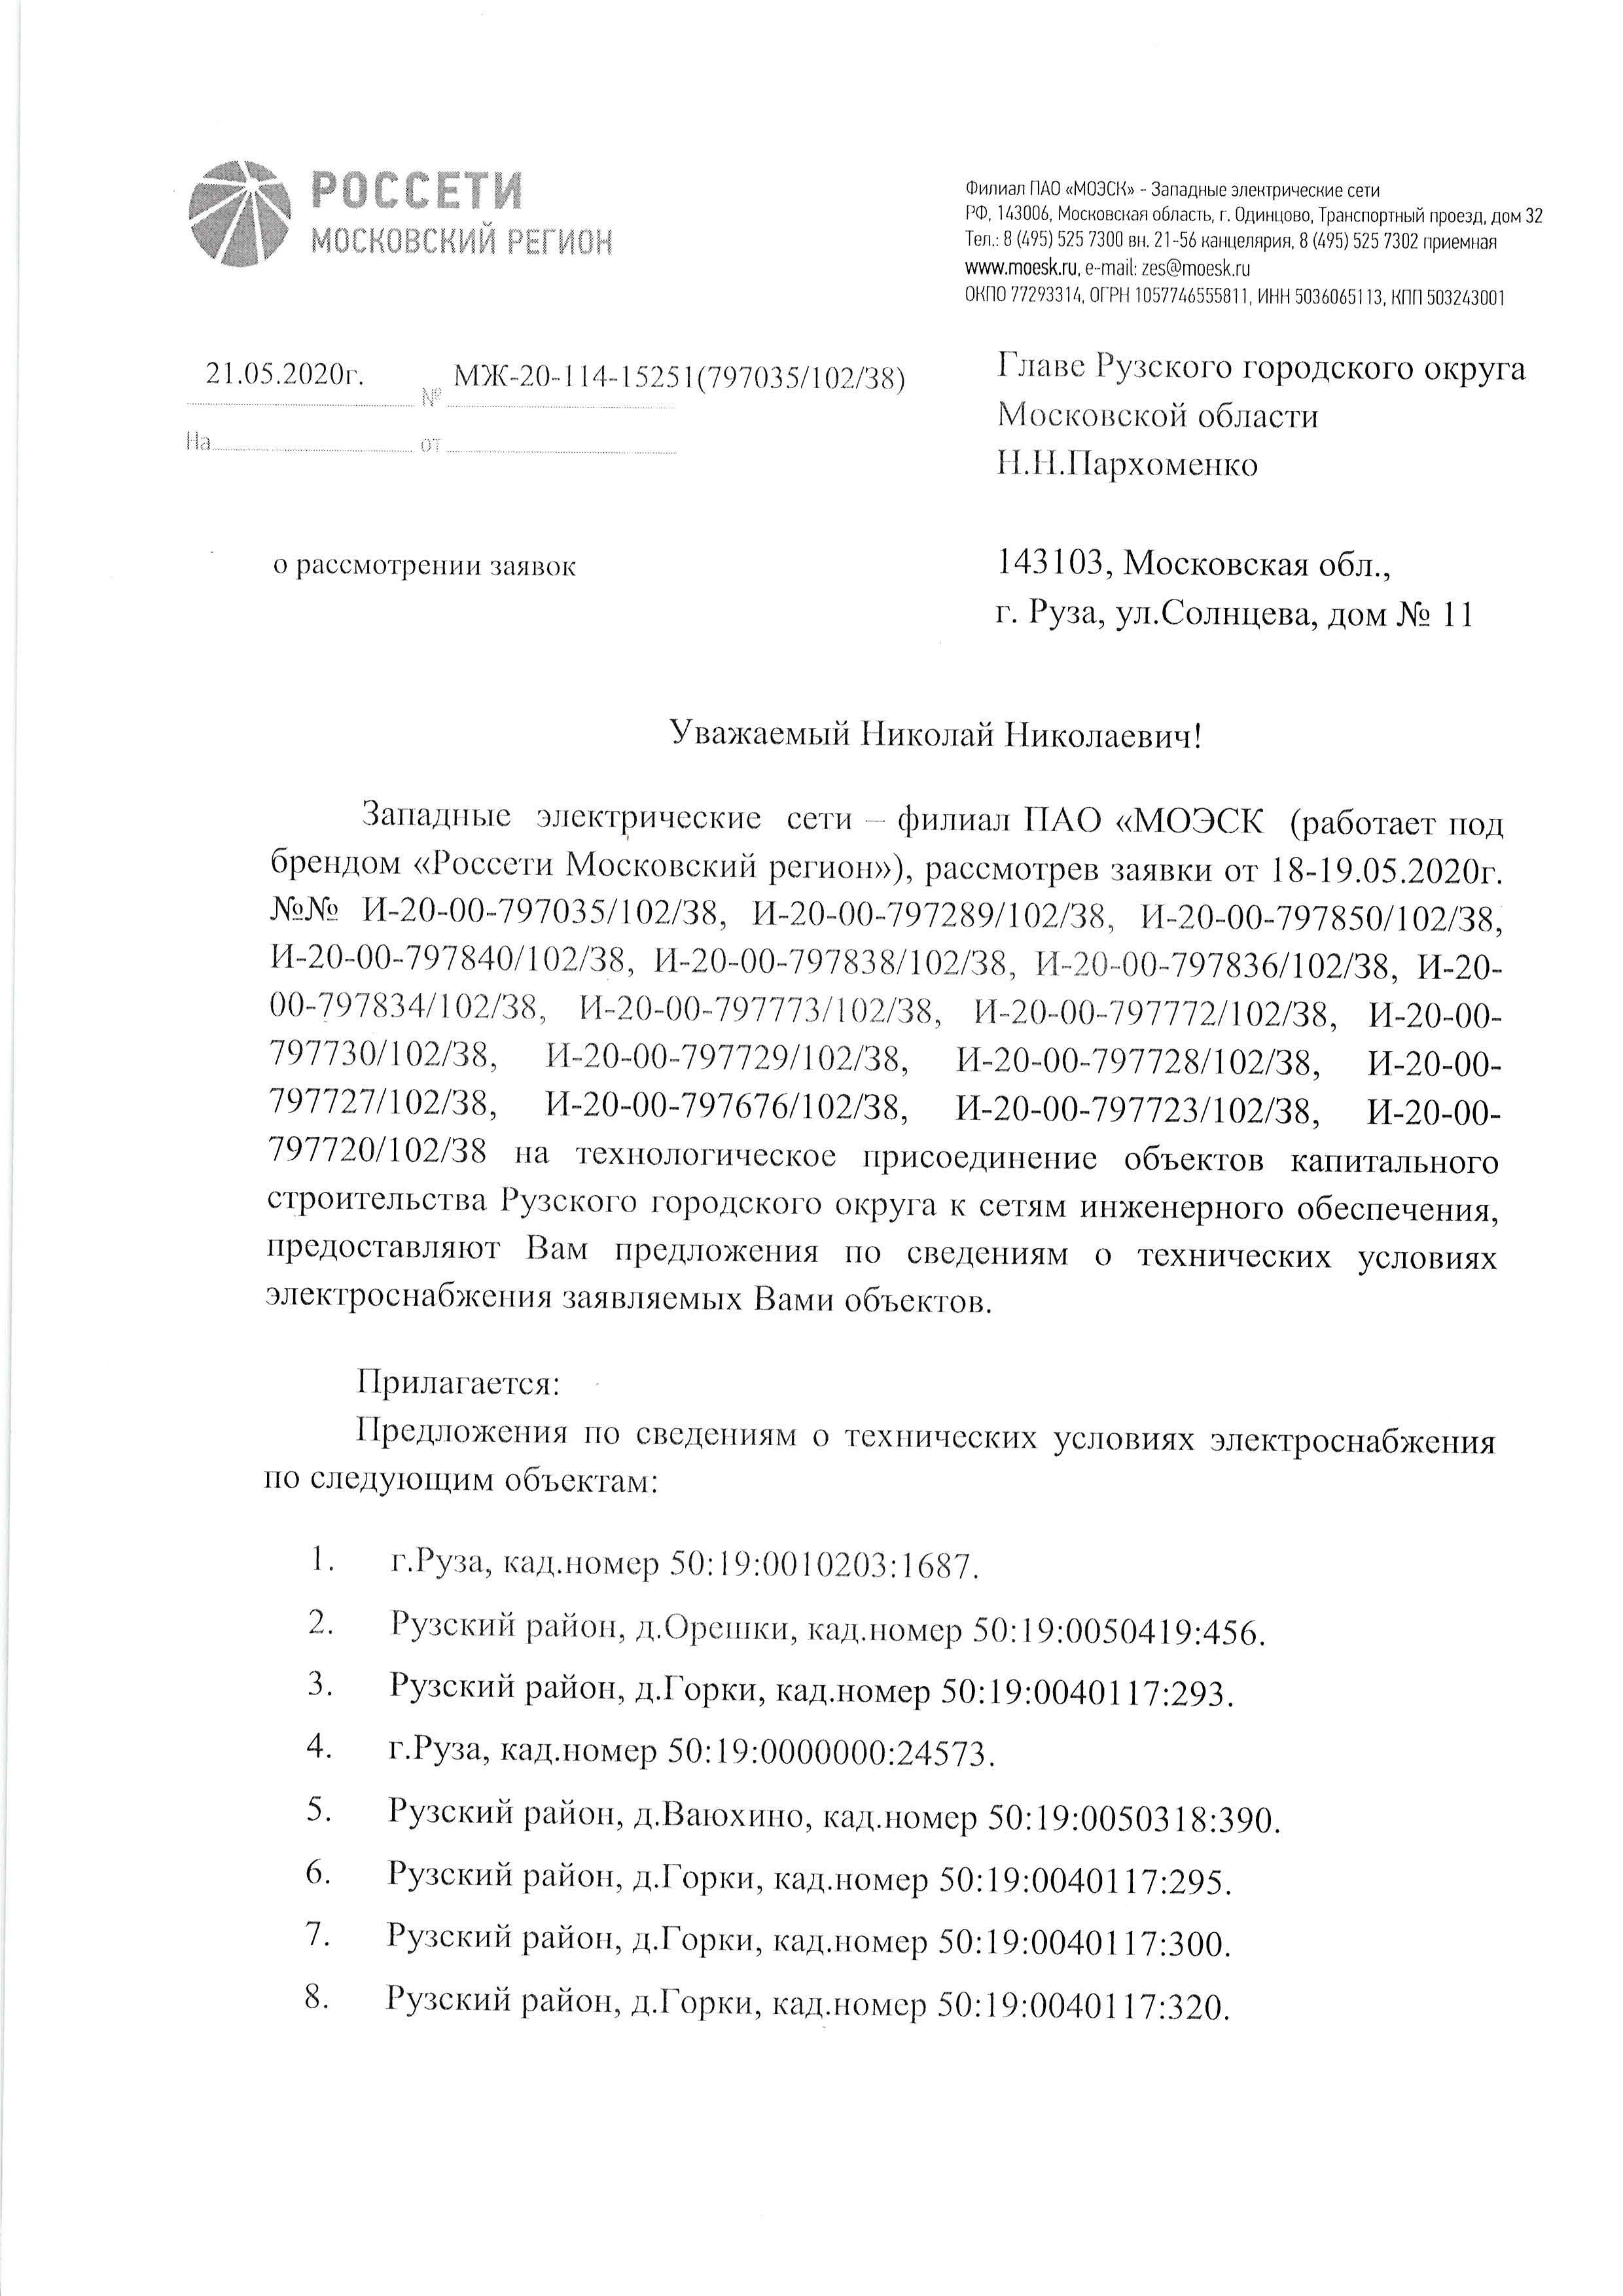 РОССЕТИ
МОСКОВСКИЙ РЕГИОН
Филиал ПАО «МОЭСК» - Западные электрические сети
РФ, 143006, Московская область, г. Одинцово, Транспортный проезд, дом 32
Тел.: 8 (495) 525 7300 вн. 21-56 канцелярия, 8 (495) 525 7302 приемная
www.moesk.ru, e-mail: zes@moesk.ru
ОКПО 77293314, ОГРН 1057746555811, ИНН 5036065113, КПП 503243001
21.05.2020г. № МЖ-20-114-15251(797035/102/38)
На от
Главе Рузского городского округа
Московской области
Н.Н.Пархоменко
о рассмотрении заявок
143103, Московская обл.,
г. Руза, ул.Солнцева, дом № 11
Уважаемый Николай Николаевич!
Западные электрические сети – филиал ПАО «МОЭСК (работает под
брендом «Россети Московский регион»), рассмотрев заявки от 18-19.05.2020г.
№№ И-20-00-797035/102/38, И-20-00-797289/102/38, И-20-00-797850/102/38,
И-20-00-797840/102/38, И-20-00-797838/102/38, И-20-00-797836/102/38, И-20-
00-797834/102/38, И-20-00-797773/102/38, И-20-00-797772/102/38, И-20-00-
797730/102/38, И-20-00-797729/102/38, И-20-00-797728/102/38, И-20-00-
797727/102/38, И-20-00-797676/102/38, И-20-00-797723/102/38, И-20-00-
797720/102/38 на технологическое присоединение объектов капитального
строительства Рузского городского округа к сетям инженерного обеспечения,
предоставляют Вам предложения по сведениям о технических условиях
электроснабжения заявляемых Вами объектов.
Прилагается:
Предложения по сведениям о технических условиях электроснабжения
по следующим объектам:
1. г.Руза, кад.номер 50:19:0010203:1687.
2. Рузский район, д.Орешки, кад.номер 50:19:0050419:456.
3. Рузский район, д.Горки, кад.номер 50:19:0040117:293.
4. г.Руза, кад.номер 50:19:0000000:24573.
5. Рузский район, д.Ваюхино, кад.номер 50:19:0050318:390.
6. Рузский район, д.Горки, кад.номер 50:19:0040117:295.
7. Рузский район, д.Горки, кад.номер 50:19:0040117:300.
8. Рузский район, д.Горки, кад.номер 50:19:0040117:320.